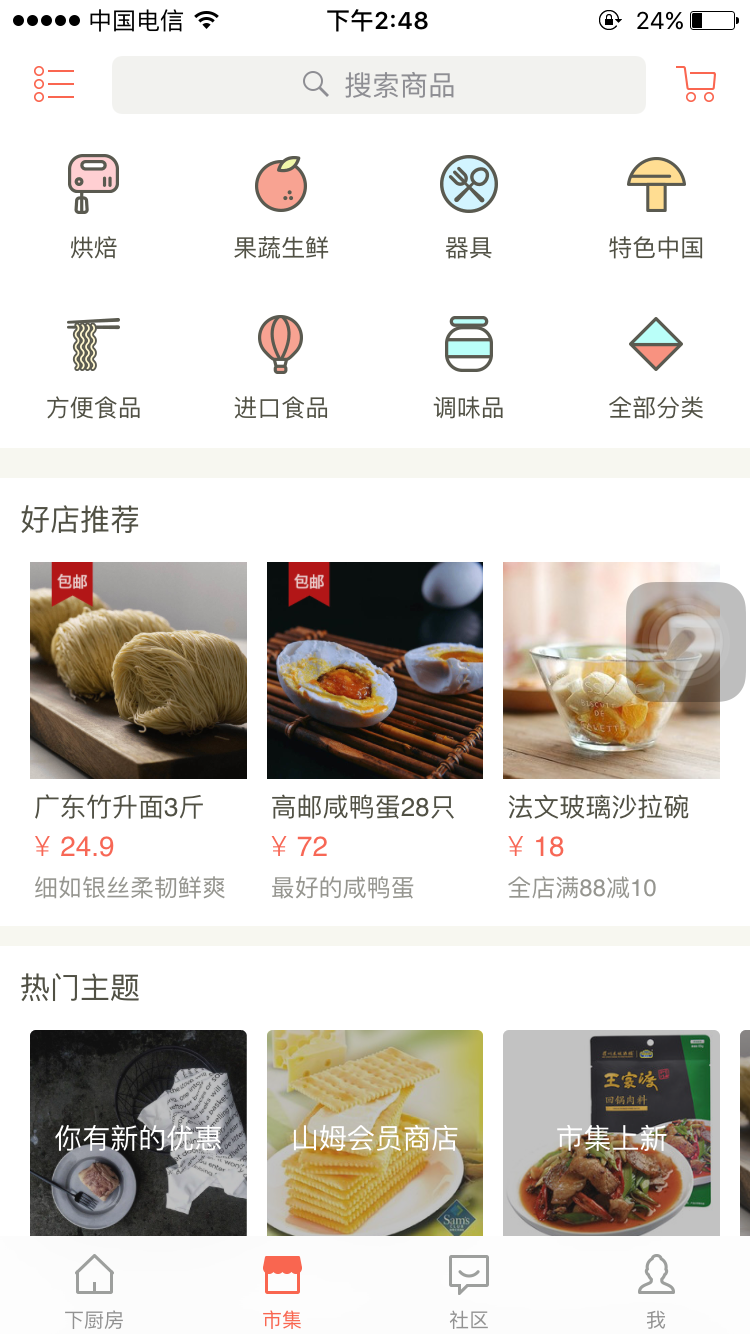 中国电信
下午2:48
24%
搜索商品
烘焙
果蔬生鲜
器具
特色中国
方便食品
进口食品
调味品
全部分类
好店推荐
包邮
包邮
广东竹升面3斤
高邮咸鸭蛋28只
法文玻璃沙拉碗
¥ 24.9
¥ 72
¥ 18
细如银丝柔韧鲜爽
最好的咸鸭蛋
全店满88减10
热门主题
王家渡
回锅肉料
你有新的优惠
山姆会员商店
市集上新
Sam's
下厨房
市集
社区
我